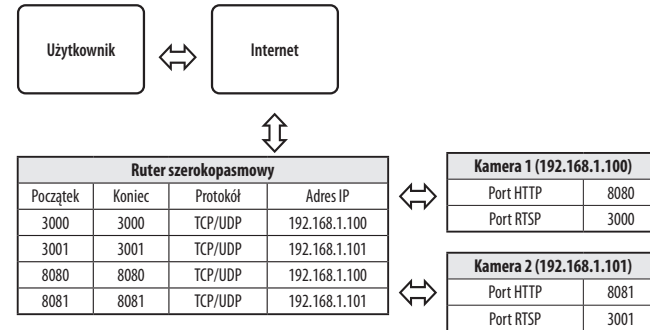 Użytkownik
Internet
Ruter szerokopasmowy
Początek Koniec Protokół Adres IP
3000 3000 TCP/UDP 192.168.1.100
3001 3001 TCP/UDP 192.168.1.101
8080 8080 TCP/UDP 192.168.1.100
8081 8081 TCP/UDP 192.168.1.101
Kamera 1 (192.168.1.100)
Port HTTP 8080
Port RTSP 3000
Kamera 2 (192.168.1.101)
Port HTTP 8081
Port RTSP 3001